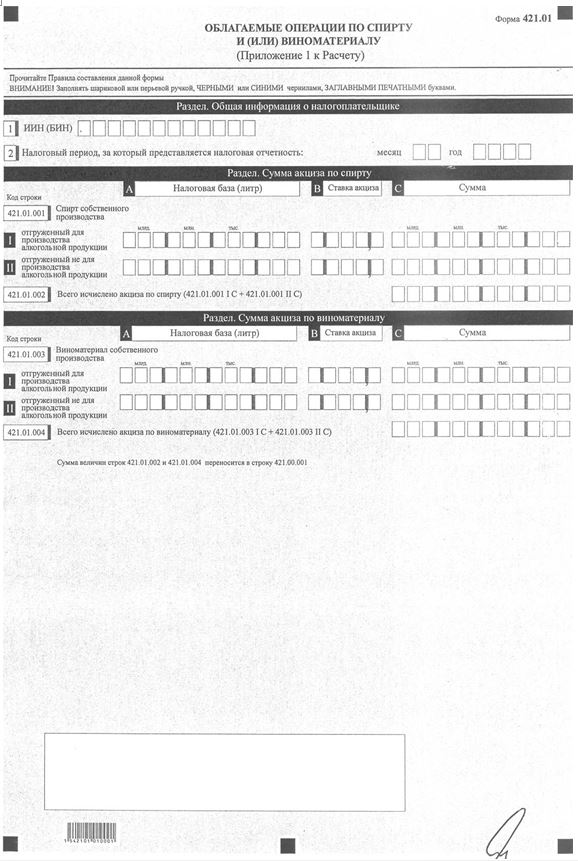 Форма 421.01
ОБЛАГАЕМЫЕ ОПЕРАЦИИ ПО СПИРТУ
И (ИЛИ) ВИНОМАТЕРИАЛУ
(Приложение 1 к Расчету)
Прочитайте Правила составления данной формы
ВНИМАНИЕ! Заполнять шариковой или перьевой ручкой, ЧЕРНЫМИ или СИНИМИ чернилами, ЗАГЛАВНЫМИ ПЕЧАТНЫМИ буквами.
Раздел. Общая информация о налогоплательщике
1 ИИН (БИН)
2 Налоговый период, за который представляется налоговая отчетность: месяц год
Раздел. Сумма акциза по спирту
Код строки A Налоговая база (литр) B Ставка акциза C Сумма
421.01.001 Спирт собственного
производства
млрд. млн. тыс. млрд. млн. тыс.
I отгруженный для
производства
алкогольной продукции
II отгруженный не для
производства
алкогольной продукции
421.01.002 Всего исчислено акциза по спирту (421.01.001 I C + 421.01.001 II C)
Раздел. Сумма акциза по виноматериалу
Код строки A Налоговая база (литр) B Ставка акциза C Сумма
421.01.003 Виноматериал собственного
производства
млрд. млн. тыс. млрд. млн. тыс.
I отгруженный для
производства
алкогольной продукции
II отгруженный не для
производства
алкогольной продукции
421.01.004 Всего исчислено акциза по виноматериалу (421.01.003 I C + 421.01.003 II C)
Сумма величин строк 421.01.002 и 421.01.004 переносится в строку 421.00.001